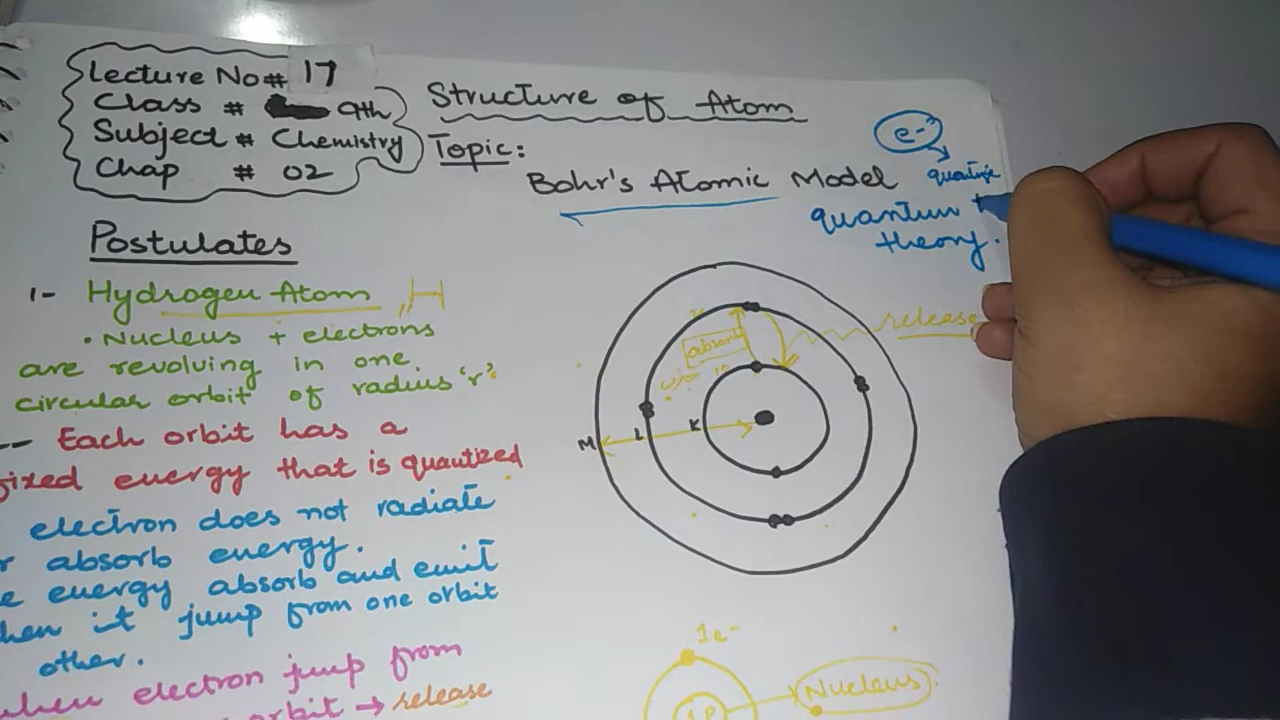 Lecture No# 17
Class # 9th
Subject # Chemistry
Chap # 02
Structure of Atom
Topic:
Bohr's Atomic Model
e-
quantum
theory.
Postulates
1- Hydrogen Atom, H
• Nucleus + electrons
are revolving in one
circular orbit of radius 'r'.
-- Each orbit has a
energy that is quantized
electron does not radiate
absorb energy.
energy absorb and emit
it jump from one orbit
other.
electron jump from
orbit → release
absorb
release
M L K
1e-
Nucleus